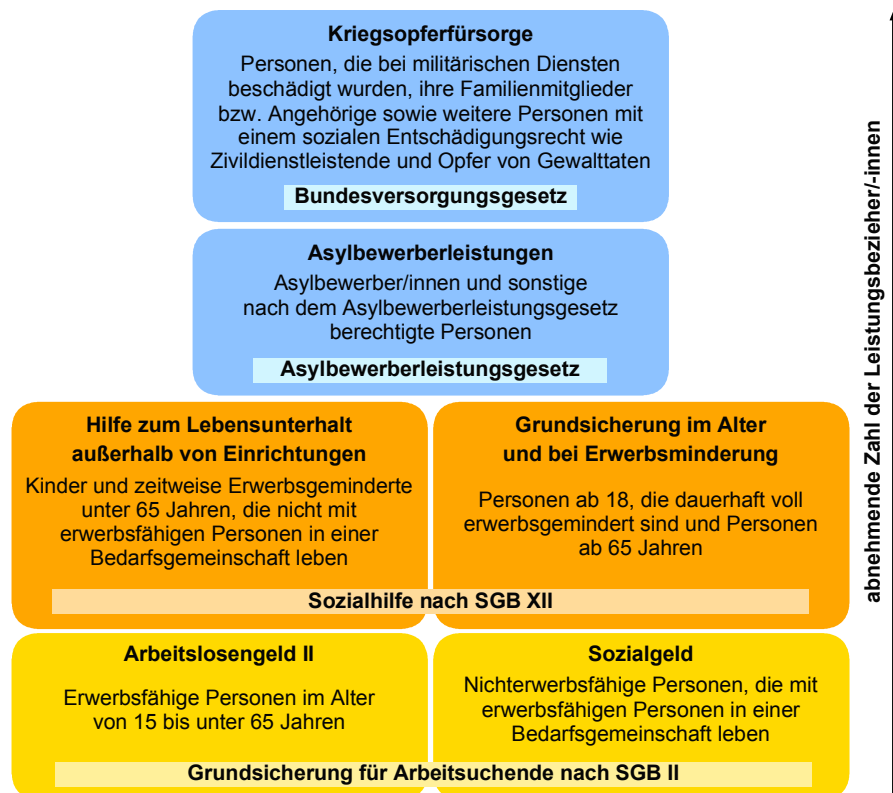 Kriegsopferfürsorge
Personen, die bei militärischen Diensten
beschädigt wurden, ihre Familienmitglieder
bzw. Angehörige sowie weitere Personen mit
einem sozialen Entschädigungsrecht wie
Zivildienstleistende und Opfer von Gewalttaten
Bundesversorgungsgesetz
Asylbewerberleistungen
Asylbewerber/innen und sonstige
nach dem Asylbewerberleistungsgesetz
berechtigte Personen
Asylbewerberleistungsgesetz
Hilfe zum Lebensunterhalt
außerhalb von Einrichtungen
Kinder und zeitweise Erwerbsgeminderte
unter 65 Jahren, die nicht mit
erwerbsfähigen Personen in einer
Bedarfsgemeinschaft leben
Grundsicherung im Alter
und bei Erwerbsminderung
Personen ab 18, die dauerhaft voll
erwerbsgemindert sind und Personen
ab 65 Jahren
Sozialhilfe nach SGB XII
Arbeitslosengeld II
Erwerbsfähige Personen im Alter
von 15 bis unter 65 Jahren
Sozialgeld
Nichterwerbsfähige Personen, die mit
erwerbsfähigen Personen in einer
Bedarfsgemeinschaft leben
Grundsicherung für Arbeitsuchende nach SGB II
abnehmende Zahl der Leistungsbezieher/-innen